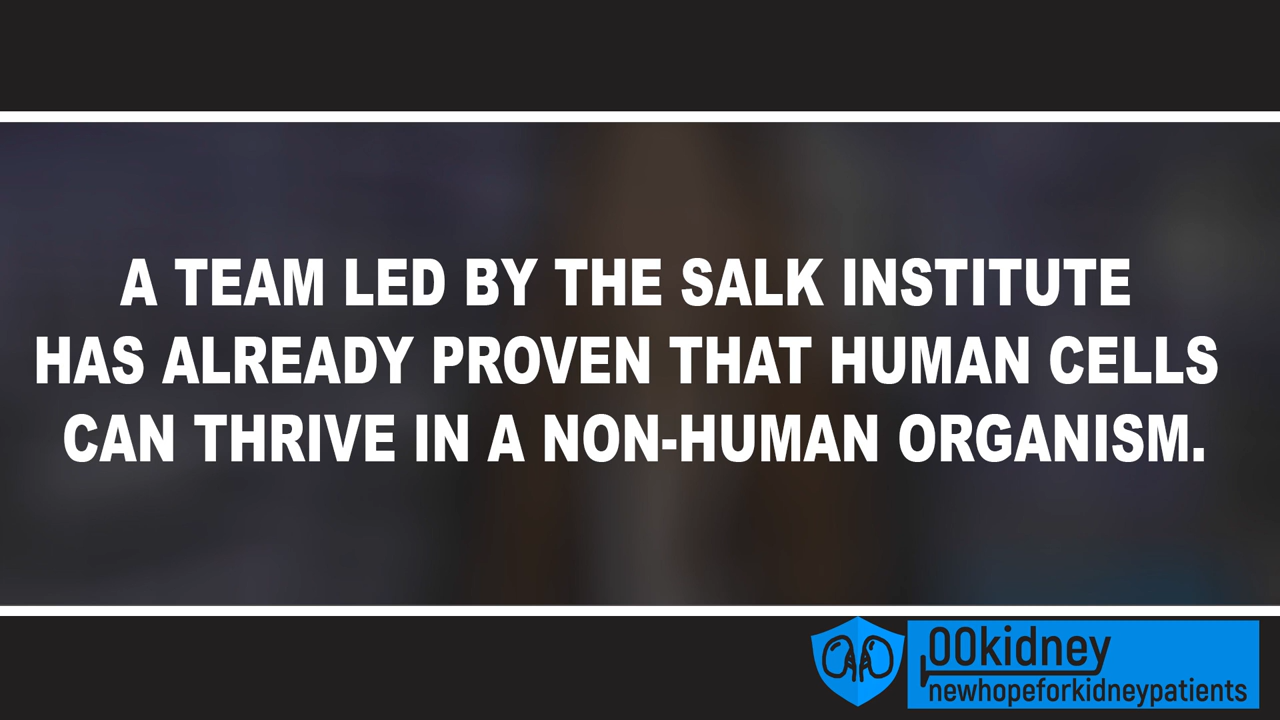 A TEAM LED BY THE SALK INSTITUTE
HAS ALREADY PROVEN THAT HUMAN CELLS
CAN THRIVE IN A NON-HUMAN ORGANISM.
00kidney
newhopeforkidneypatients